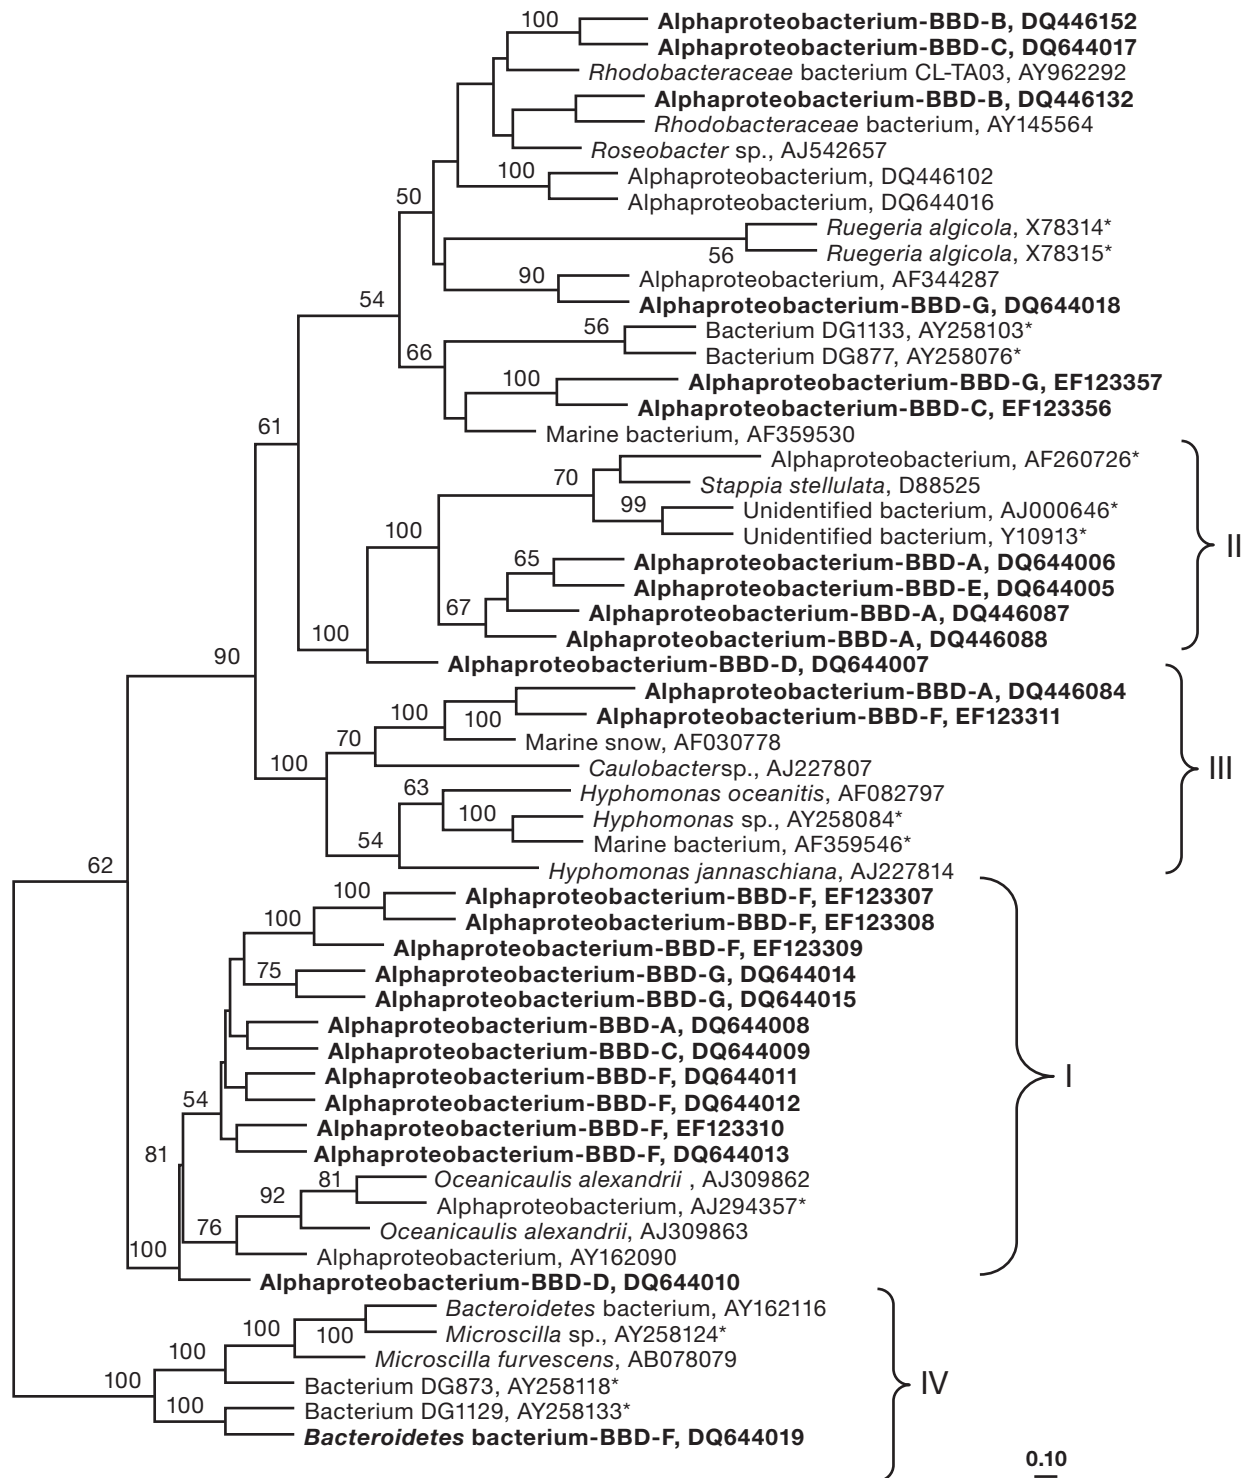 100
Alphaproteobacterium-BBD-B, DQ446152
Alphaproteobacterium-BBD-C, DQ644017
Rhodobacteraceae bacterium CL-TA03, AY962292
Alphaproteobacterium-BBD-B, DQ446132
Rhodobacteraceae bacterium, AY145564
Roseobacter sp., AJ542657
100
Alphaproteobacterium, DQ446102
Alphaproteobacterium, DQ644016
50
Ruegeria algicola, X78314*
56
Ruegeria algicola, X78315*
90
Alphaproteobacterium, AF344287
Alphaproteobacterium-BBD-G, DQ644018
54
56
Bacterium DG1133, AY258103*
Bacterium DG877, AY258076*
66
100
Alphaproteobacterium-BBD-G, EF123357
Alphaproteobacterium-BBD-C, EF123356
Marine bacterium, AF359530
61
70
Alphaproteobacterium, AF260726*
Stappia stellulata, D88525
99
Unidentified bacterium, AJ000646*
Unidentified bacterium, Y10913*
100
II
65
Alphaproteobacterium-BBD-A, DQ644006
Alphaproteobacterium-BBD-E, DQ644005
67
Alphaproteobacterium-BBD-A, DQ446087
Alphaproteobacterium-BBD-A, DQ446088
100
Alphaproteobacterium-BBD-D, DQ644007
90
Alphaproteobacterium-BBD-A, DQ446084
100
100
Alphaproteobacterium-BBD-F, EF123311
Marine snow, AF030778
70
Caulobactersp., AJ227807
100
III
63
Hyphomonas oceanitis, AF082797
100
Hyphomonas sp., AY258084*
Marine bacterium, AF359546*
54
Hyphomonas jannaschiana, AJ227814
62
100
Alphaproteobacterium-BBD-F, EF123307
Alphaproteobacterium-BBD-F, EF123308
100
Alphaproteobacterium-BBD-F, EF123309
75
Alphaproteobacterium-BBD-G, DQ644014
Alphaproteobacterium-BBD-G, DQ644015
Alphaproteobacterium-BBD-A, DQ644008
Alphaproteobacterium-BBD-C, DQ644009
Alphaproteobacterium-BBD-F, DQ644011
I
Alphaproteobacterium-BBD-F, DQ644012
54
Alphaproteobacterium-BBD-F, EF123310
Alphaproteobacterium-BBD-F, DQ644013
81
81
Oceanicaulis alexandrii , AJ309862
92
Alphaproteobacterium, AJ294357*
76
Oceanicaulis alexandrii, AJ309863
100
Alphaproteobacterium, AY162090
Alphaproteobacterium-BBD-D, DQ644010
Bacteroidetes bacterium, AY162116
100
100
Microscilla sp., AY258124*
100
Microscilla furvescens, AB078079
100
Bacterium DG873, AY258118*
IV
100
Bacterium DG1129, AY258133*
Bacteroidetes bacterium-BBD-F, DQ644019
0.10